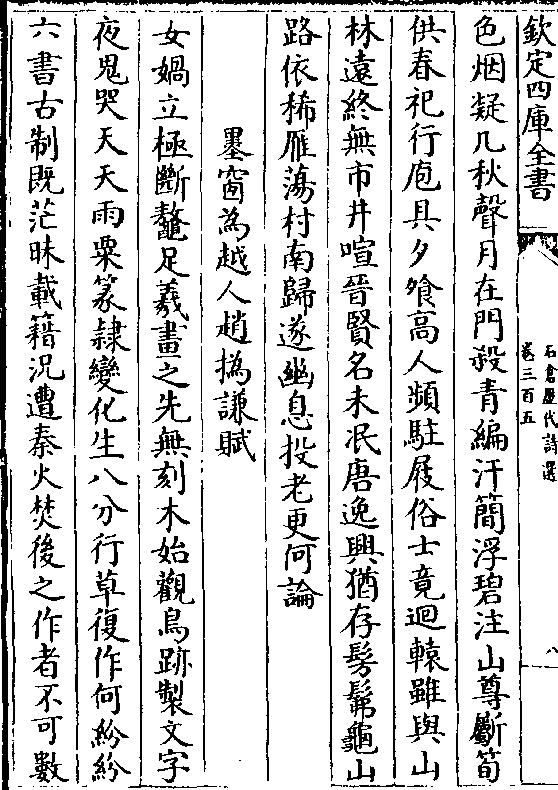 欽定四庫全書
石倉歷代詩選
卷三百五
八
色烟凝几秋聲月在門殺青編汗簡浮碧注山尊斸筍
供春祀行庖具夕飱高人頻駐屐俗士竟迴轅雖與山
林遠終無市井喧晉賢名未泯唐逸興猶存髣髴龜山
路依稀雁蕩村南歸遂幽息投老更何論
墨窗為越人趙撝謙賦
女媧立極斷鼇足羲畫之先無刻木始觀鳥跡製文字
夜鬼哭天天雨粟篆隷變化生八分行草復作何紛紛
六書古制既茫昧載籍況遭秦火焚後之作者不可數